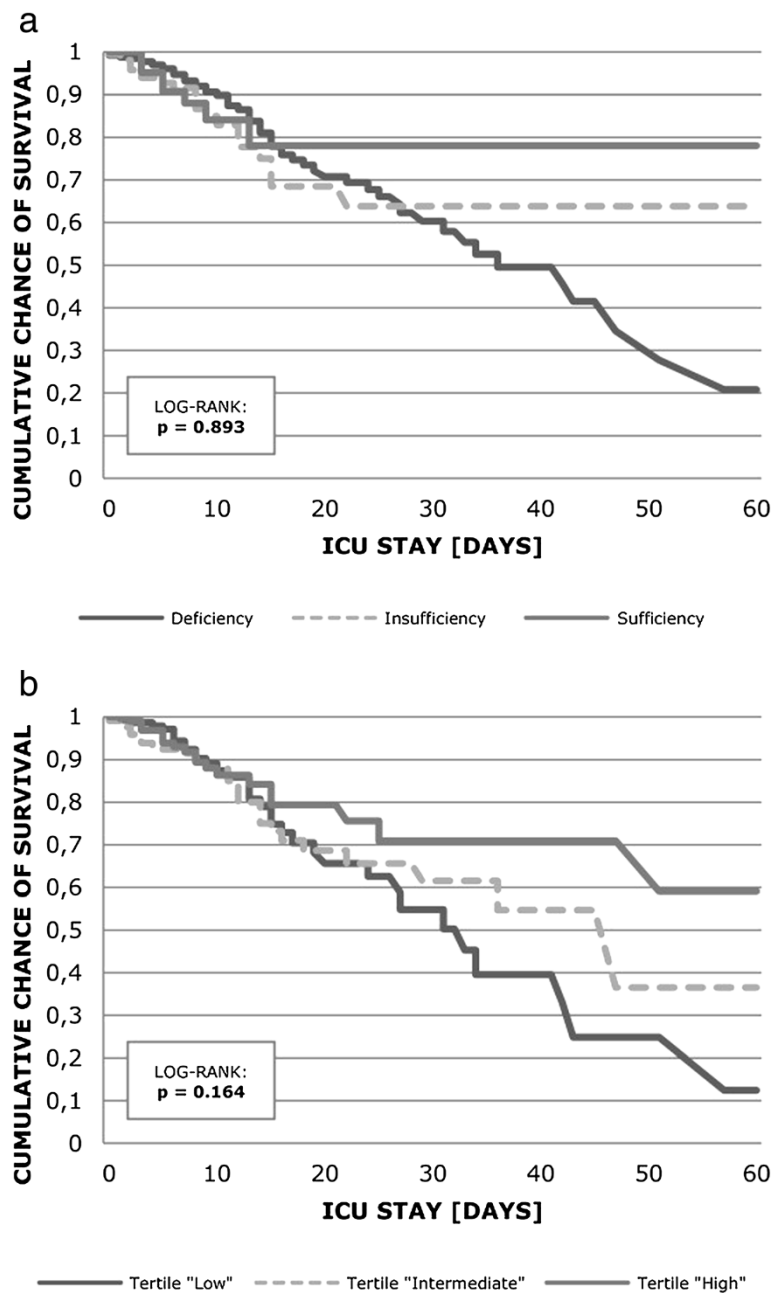 a
CUMULATIVE CHANCE OF SURVIVAL
1
0,9
0,8
0,7
0,6
0,5
0,4
0,3
0,2
0,1
0
LOG-RANK:
p = 0.893
0 10 20 30 40 50 60
ICU STAY [DAYS]
Deficiency Insufficiency Sufficiency
b
CUMULATIVE CHANCE OF SURVIVAL
1
0,9
0,8
0,7
0,6
0,5
0,4
0,3
0,2
0,1
0
LOG-RANK:
p = 0.164
0 10 20 30 40 50 60
ICU STAY [DAYS]
Tertile "Low" Tertile "Intermediate" Tertile "High"